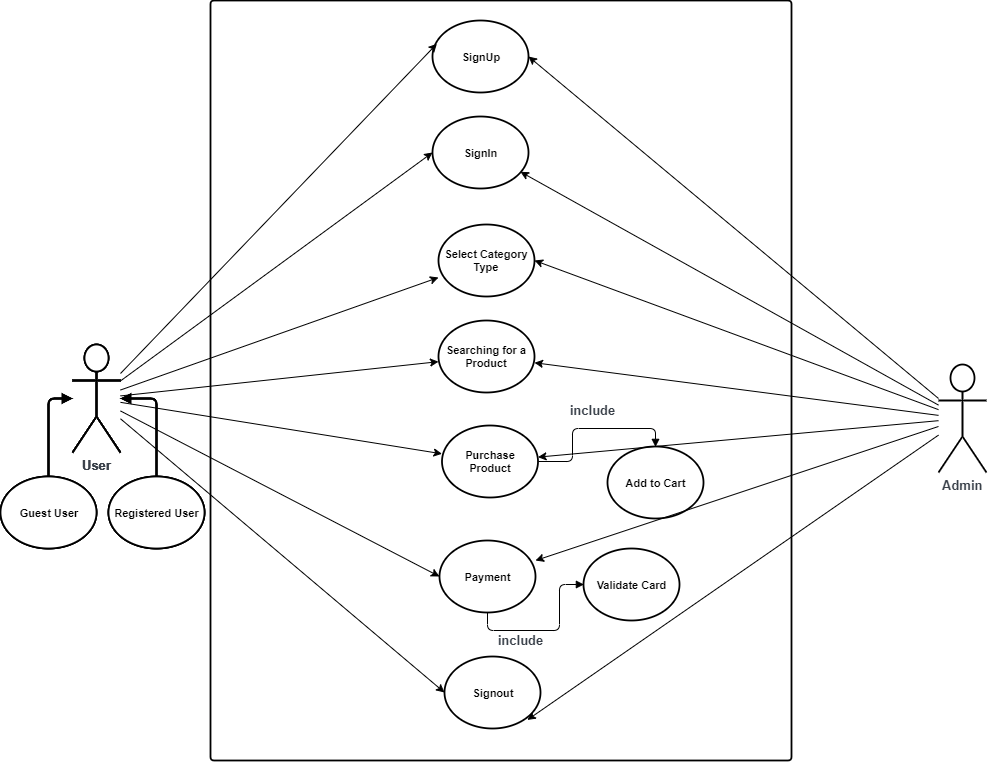 SignUp
SignIn
Select Category
Type
Searching for a
Product
include
Purchase
Product
Add to Cart
User
Admin
Guest User
Registered User
Payment
Validate Card
include
Signout